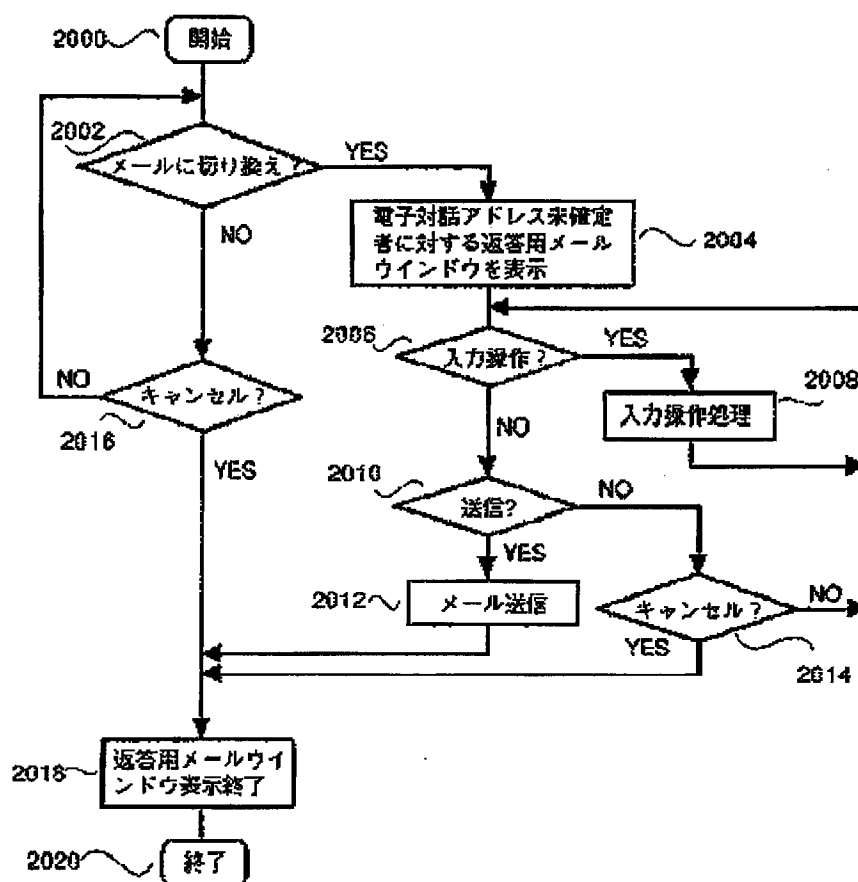 2000
開始
2002
メールに切り換え?
YES
NO
電子対話アドレス未確定
者に対する返答用メール
ウインドウを表示
2004
2006
入力操作?
YES
2008
入力操作処理
NO
キャンセル?
NO
2016
YES
2010
送信?
NO
YES
2012
メール送信
キャンセル?
NO
YES
2014
2018
返答用メールウイ
ンドウ表示終了
2020
終了